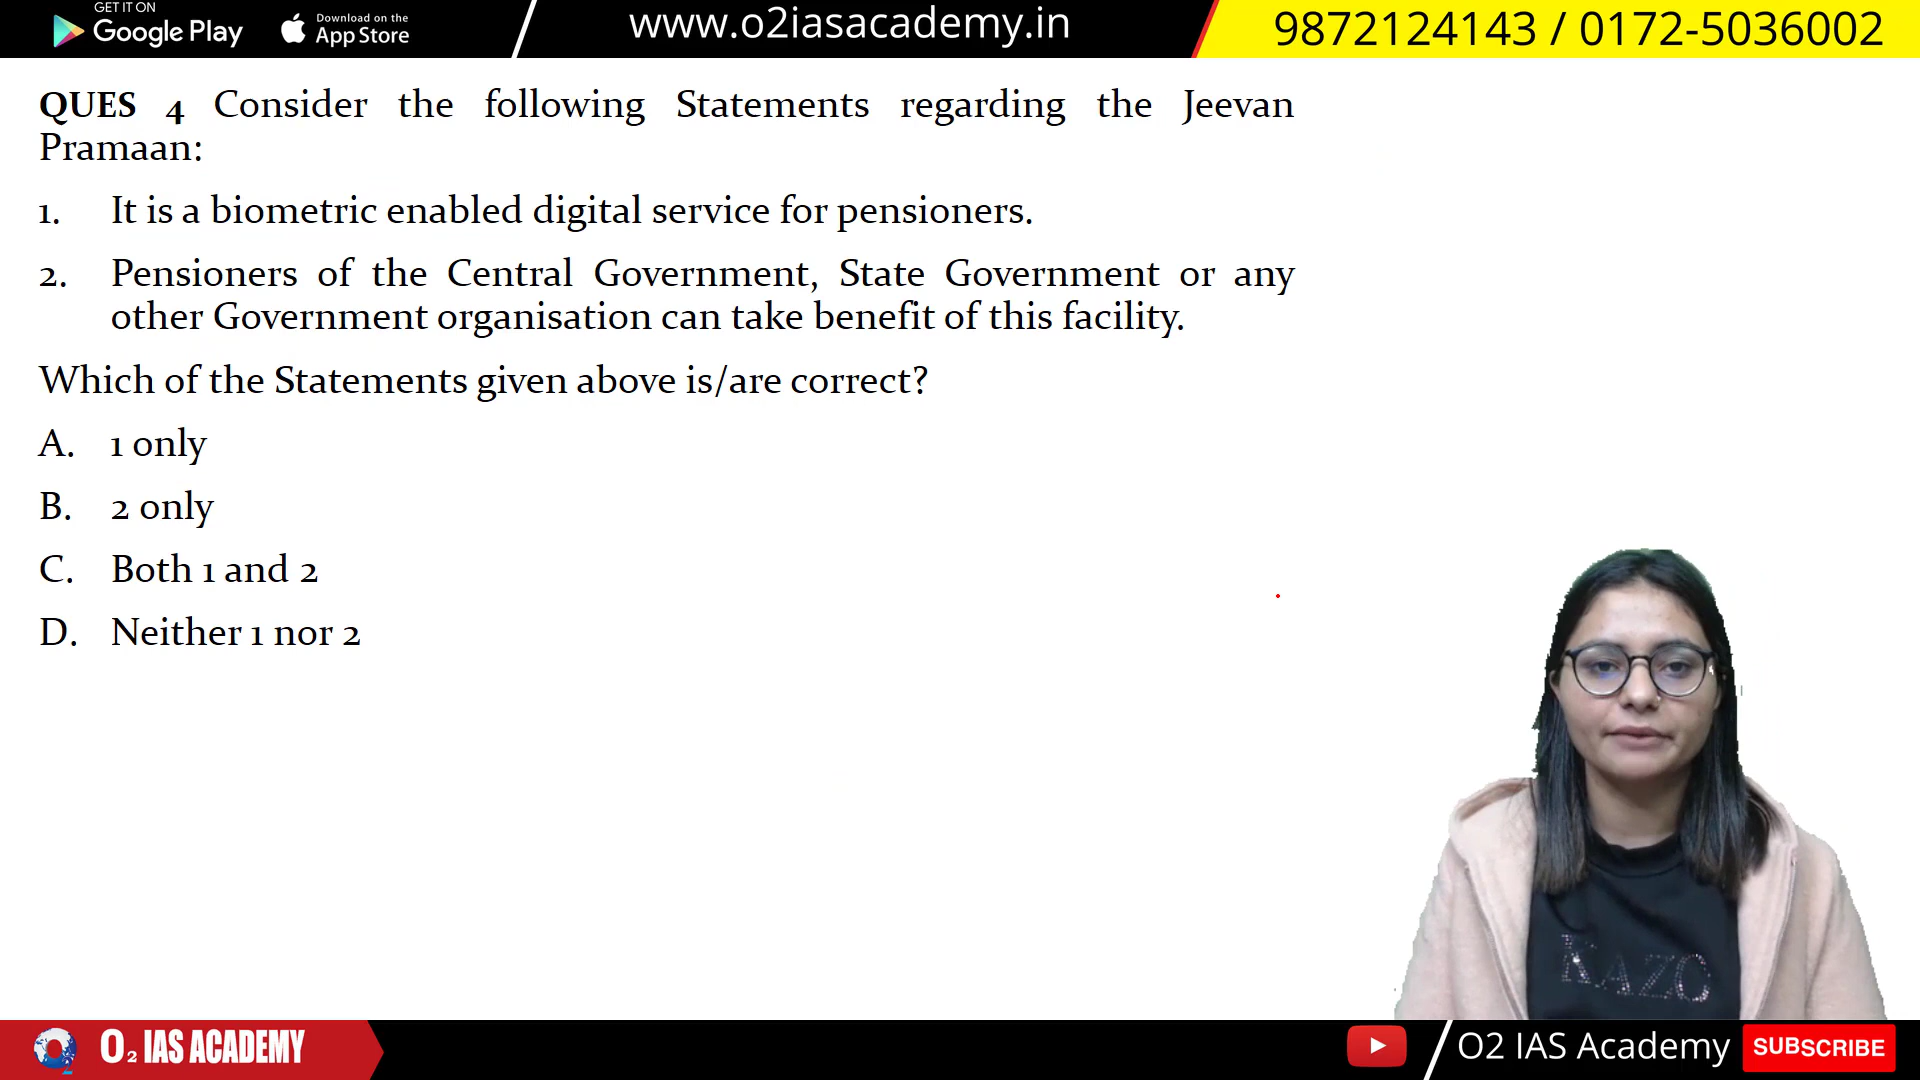 GET IT ON
Google Play
Download on the
App Store
www.o2iasacademy.in
9872124143 / 0172-5036002
QUES 4 Consider the following Statements regarding the Jeevan
Pramaan:
1. It is a biometric enabled digital service for pensioners.
2. Pensioners of the Central Government, State Government or any
other Government organisation can take benefit of this facility.
Which of the Statements given above is/are correct?
A. 1 only
B. 2 only
C. Both 1 and 2
D. Neither 1 nor 2
KAZO
O2 IAS ACADEMY
O2 IAS Academy
SUBSCRIBE